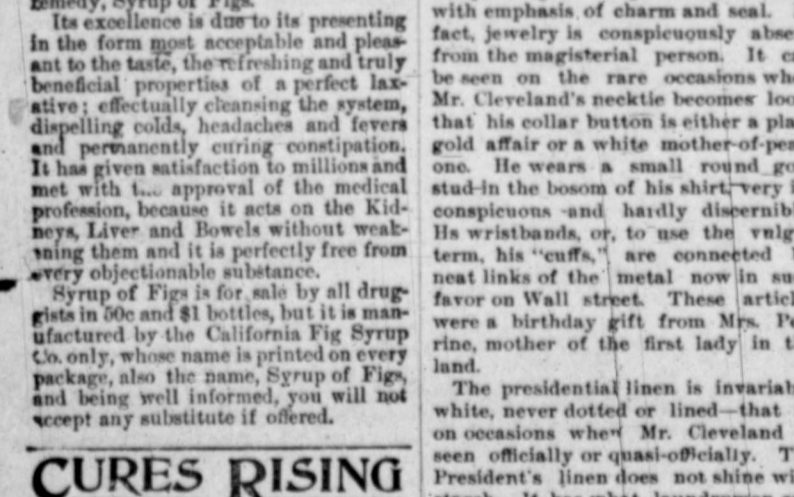 remedy, Syrup of Figs.
Its excellence is due to its presenting
in the form most acceptable and pleas-
ant to the taste, the refreshing and truly
beneficial properties of a perfect lax-
ative; effectually cleansing the system,
dispelling colds, headaches and fevers
and permanently curing constipation.
It has given satisfaction to millions and
met with t... approval of the medical
profession, because it acts on the Kid-
neys, Liver and Bowels without weak-
ening them and it is perfectly free from
every objectionable substance.
Syrup of Figs is for sale by all drug-
gists in 50c and $1 bottles, but it is man-
ufactured by the California Fig Syrup
Co. only, whose name is printed on every
package, also the name, Syrup of Figs,
and being well informed, you will not
accept any substitute if offered.
CURES RISING
with emphasis of charm and seal.
fact, jewelry is conspicuously abse
from the magisterial person. It c
be seen on the rare occasions wh
Mr. Cleveland's necktie becomes loo
that his collar button is either a pla
gold affair or a white mother-of-pea
one. He wears a small round go
stud in the bosom of his shirt, very i
conspicuous and hardly discernib
Hs wristbands, or, to use the vulg
term, his "cuffs," are connected
neat links of the metal now in su
favor on Wall street. These articl
were a birthday gift from Mrs. Pe
rine, mother of the first lady in t
land.
The presidential linen is invariab
white, never dotted or lined—that
on occasions when Mr. Cleveland
seen officially or quasi-officially. T
President's linen does not shine wi